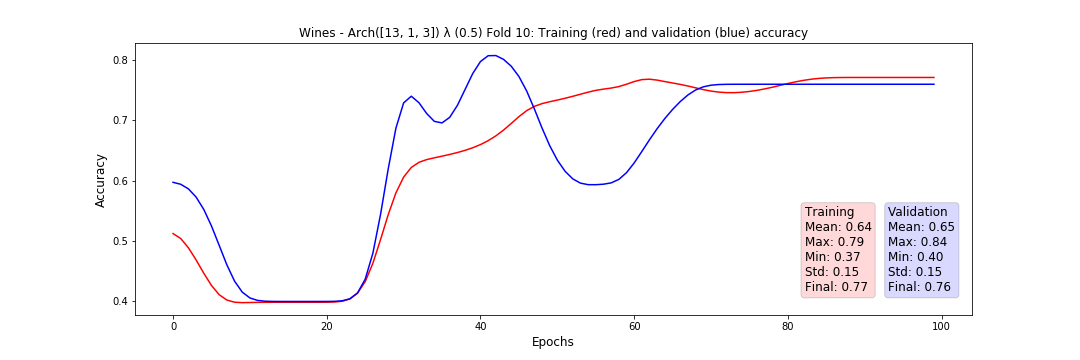 Wines - Arch([13, 1, 3]) λ (0.5) Fold 10: Training (red) and validation (blue) accuracy
Accuracy
0.8
0.7
0.6
0.5
0.4
Training
Mean: 0.64
Max: 0.79
Min: 0.37
Std: 0.15
Final: 0.77
Validation
Mean: 0.65
Max: 0.84
Min: 0.40
Std: 0.15
Final: 0.76
0 20 40 60 80 100
Epochs